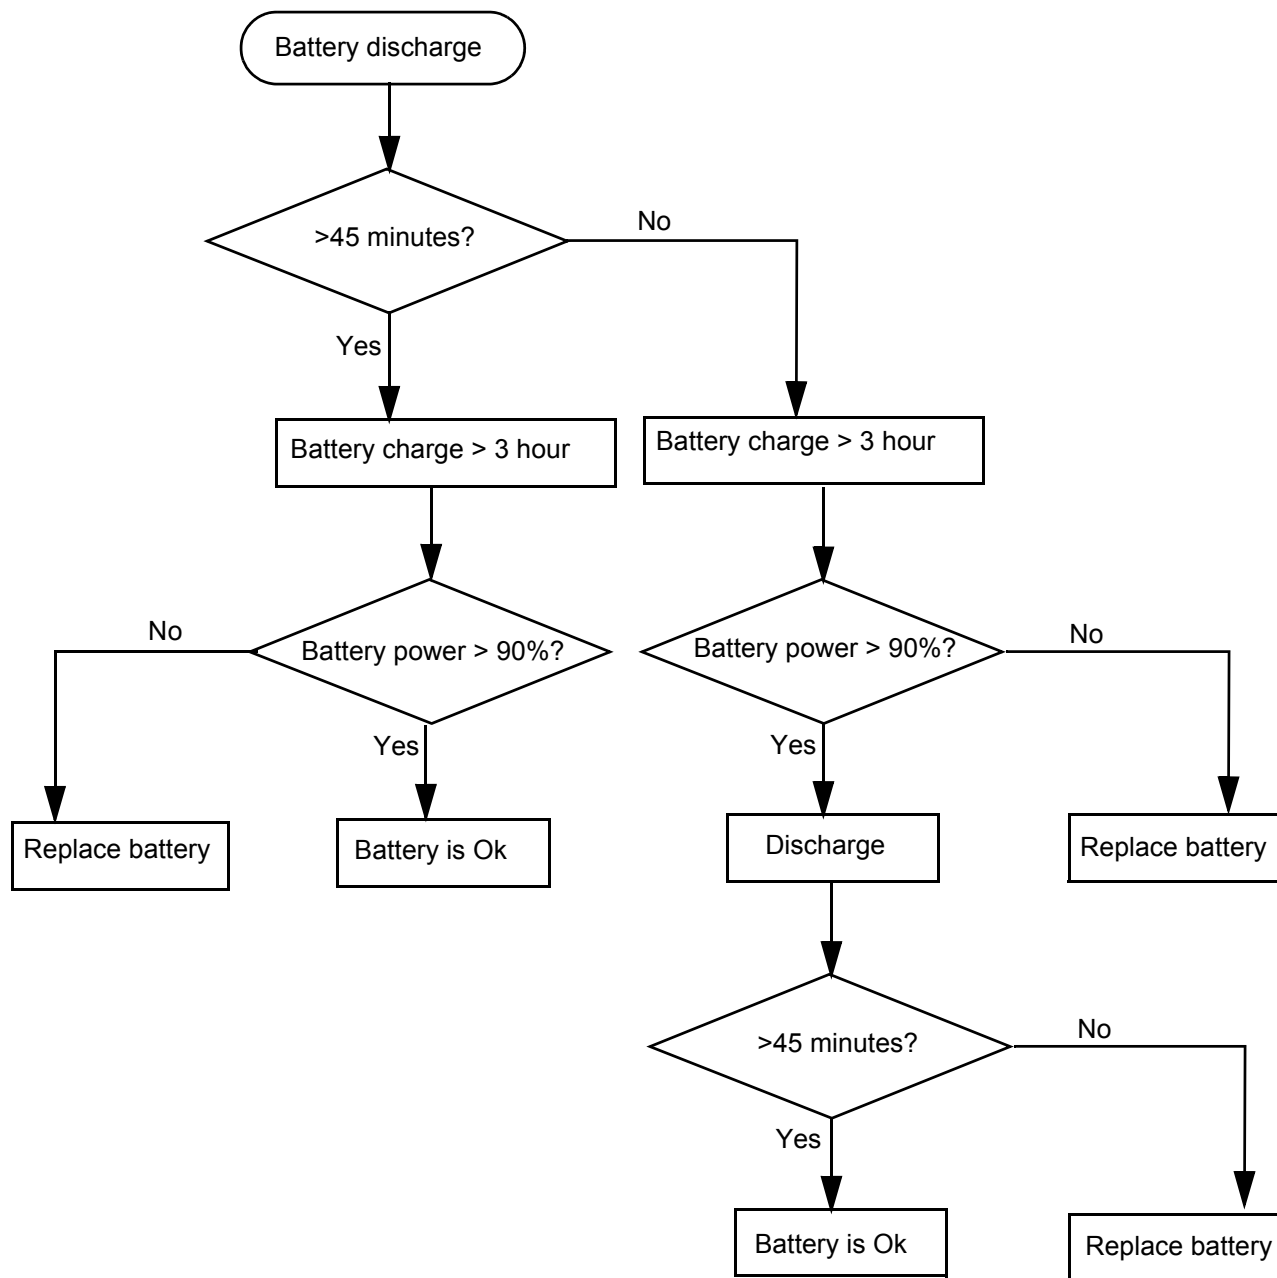 Battery discharge
>45 minutes?
No
Yes
Battery charge > 3 hour
Battery charge > 3 hour
No
Battery power > 90%?
Battery power > 90%?
No
Yes
Yes
Replace battery
Battery is Ok
Discharge
Replace battery
>45 minutes?
No
Yes
Battery is Ok
Replace battery